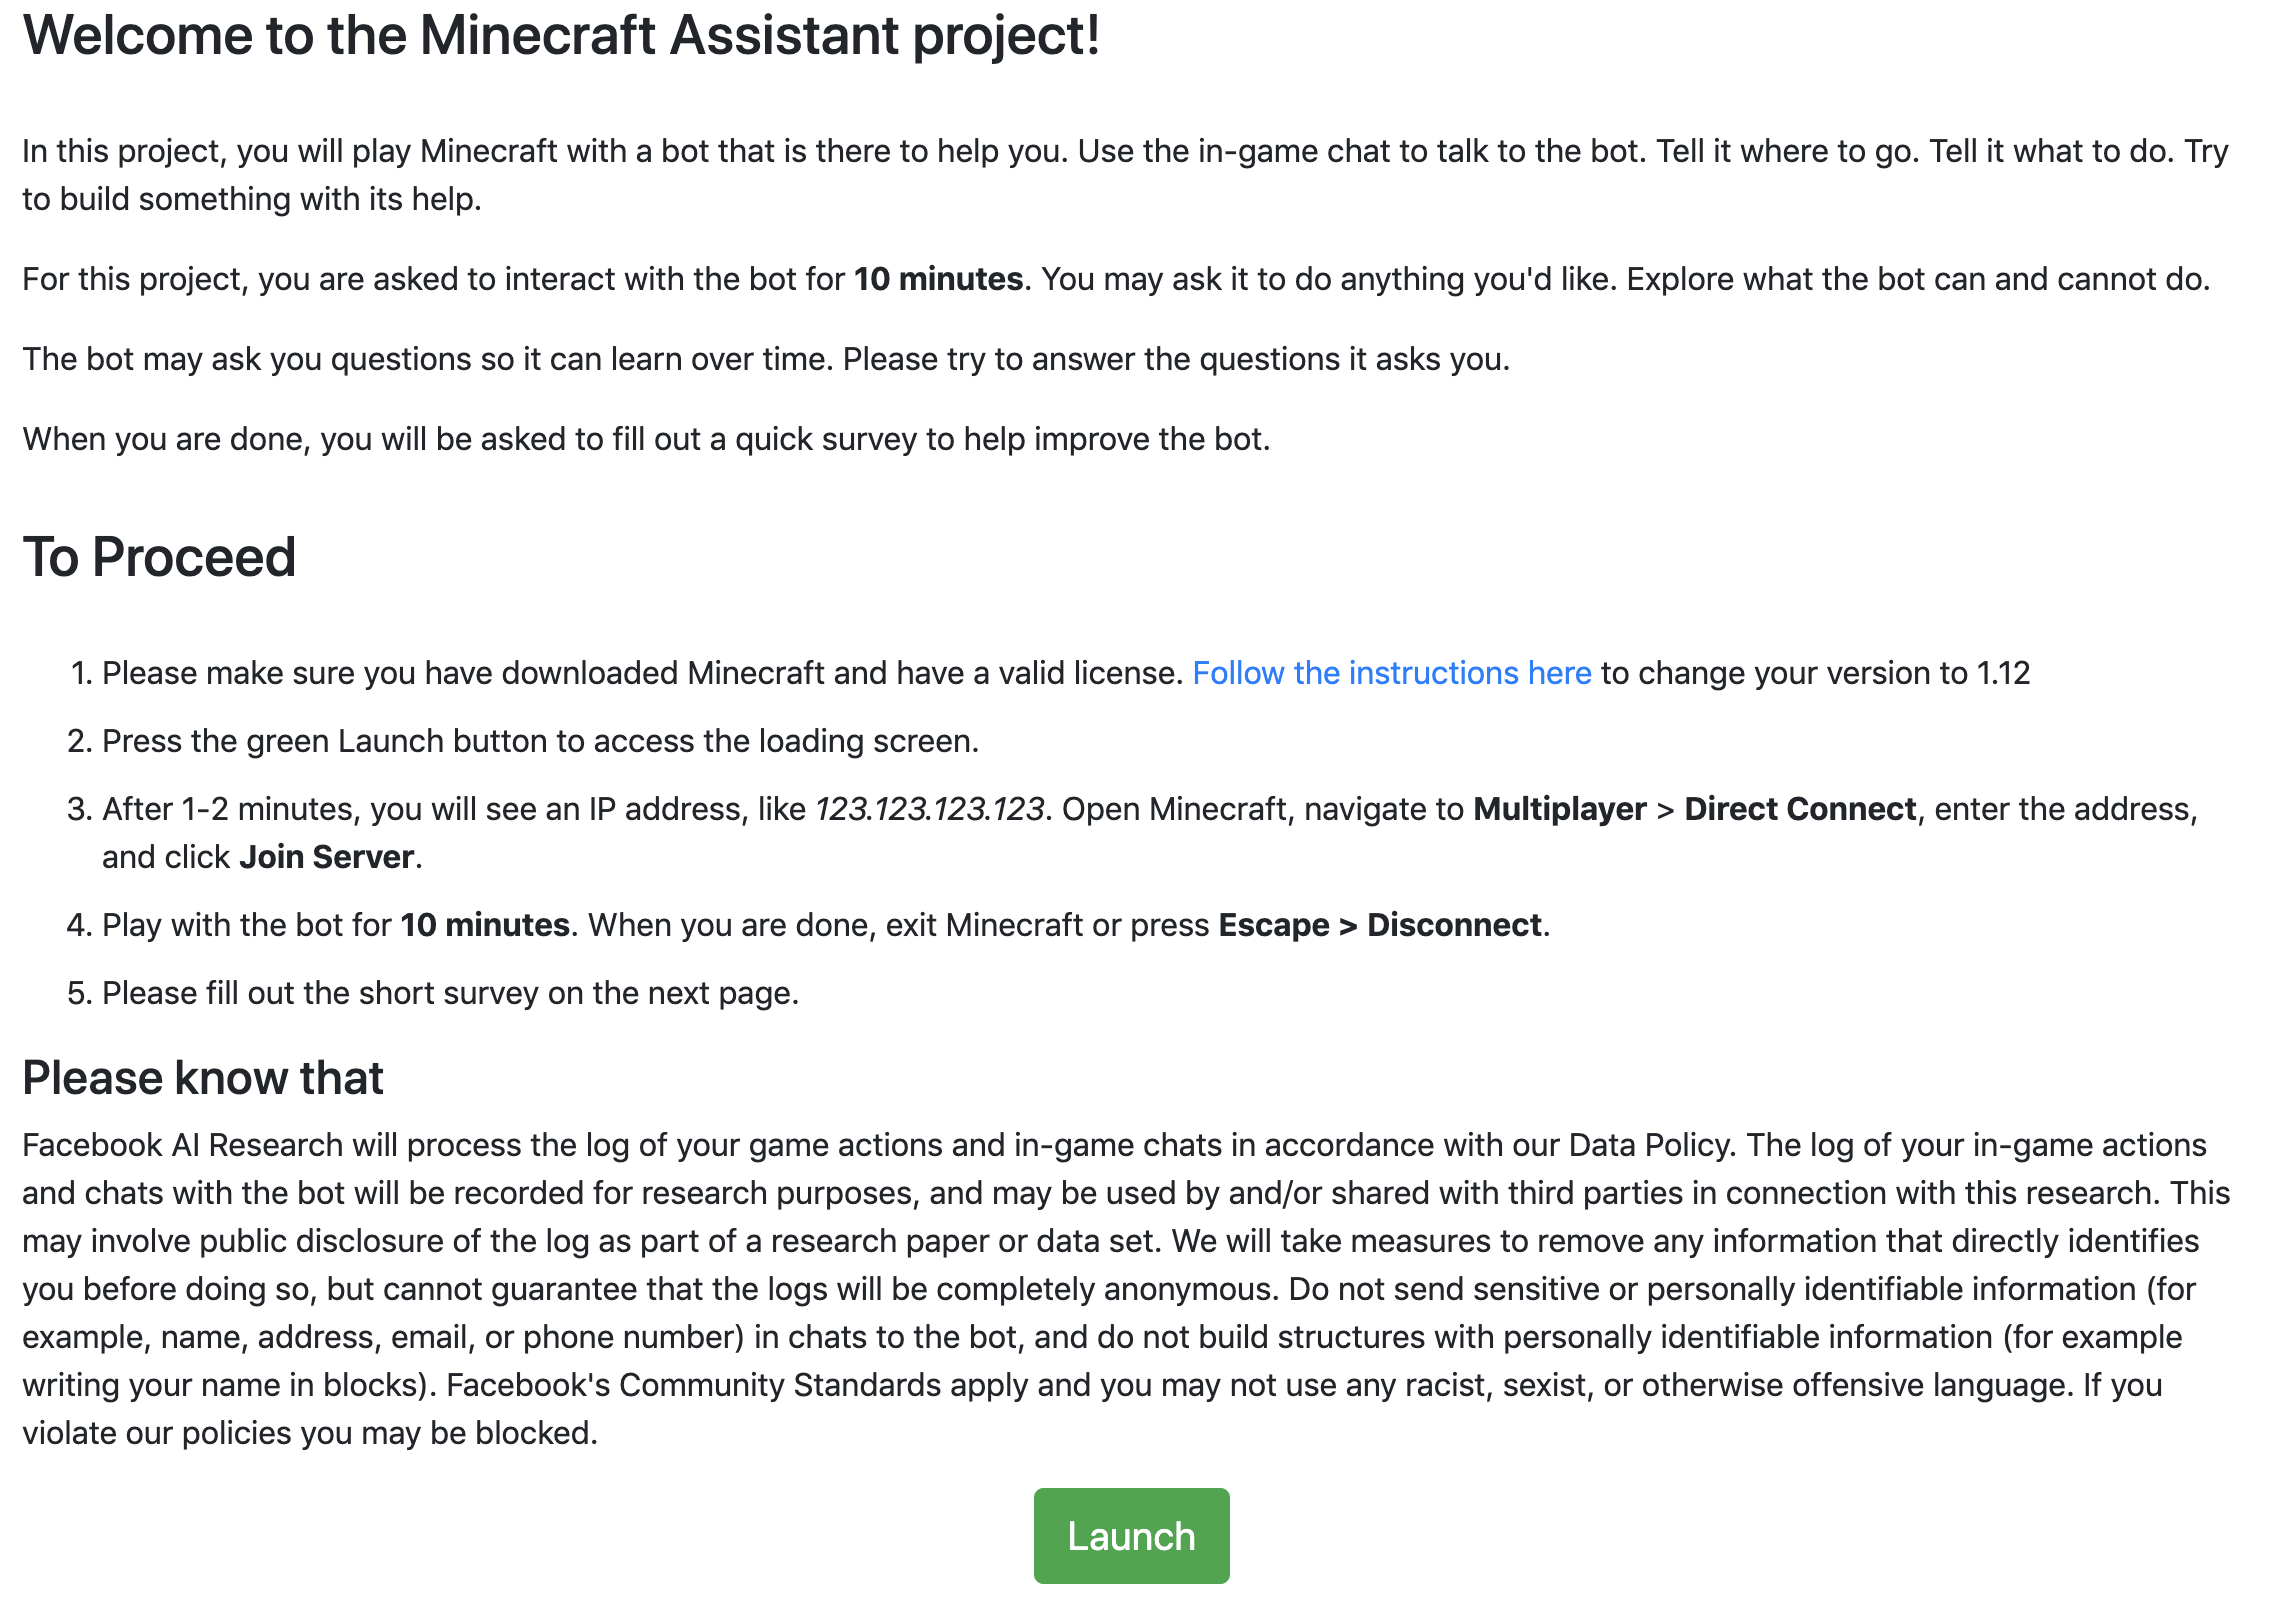 Welcome to the Minecraft Assistant project!
In this project, you will play Minecraft with a bot that is there to help you. Use the in-game chat to talk to the bot. Tell it where to go. Tell it what to do. Try
to build something with its help.
For this project, you are asked to interact with the bot for 10 minutes. You may ask it to do anything you'd like. Explore what the bot can and cannot do.
The bot may ask you questions so it can learn over time. Please try to answer the questions it asks you.
When you are done, you will be asked to fill out a quick survey to help improve the bot.
To Proceed
1. Please make sure you have downloaded Minecraft and have a valid license. Follow the instructions here to change your version to 1.12
2. Press the green Launch button to access the loading screen.
3. After 1-2 minutes, you will see an IP address, like 123.123.123.123. Open Minecraft, navigate to Multiplayer > Direct Connect, enter the address,
and click Join Server.
4. Play with the bot for 10 minutes. When you are done, exit Minecraft or press Escape > Disconnect.
5. Please fill out the short survey on the next page.
Please know that
Facebook AI Research will process the log of your game actions and in-game chats in accordance with our Data Policy. The log of your in-game actions
and chats with the bot will be recorded for research purposes, and may be used by and/or shared with third parties in connection with this research. This
may involve public disclosure of the log as part of a research paper or data set. We will take measures to remove any information that directly identifies
you before doing so, but cannot guarantee that the logs will be completely anonymous. Do not send sensitive or personally identifiable information (for
example, name, address, email, or phone number) in chats to the bot, and do not build structures with personally identifiable information (for example
writing your name in blocks). Facebook's Community Standards apply and you may not use any racist, sexist, or otherwise offensive language. If you
violate our policies you may be blocked.
Launch